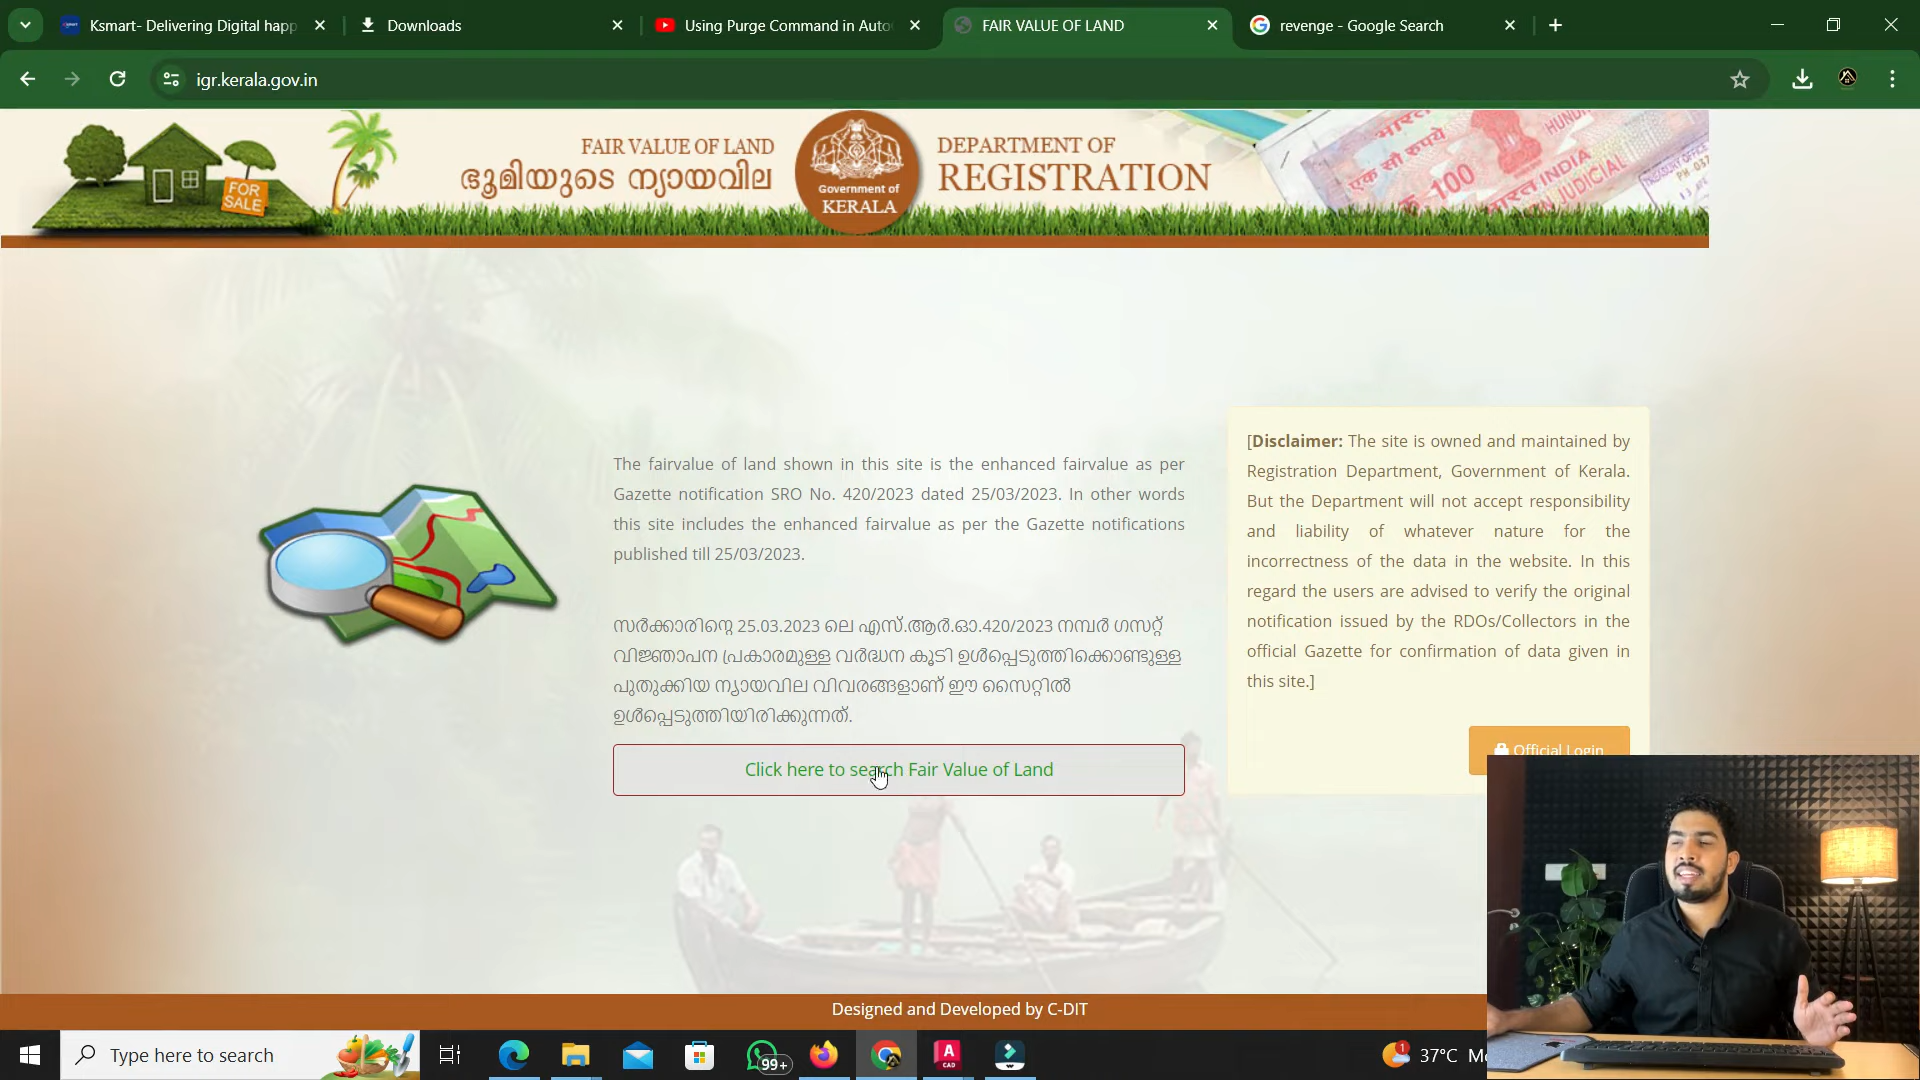 Ksmart- Delivering Digital happ
Downloads
Using Purge Command in Auto
FAIR VALUE OF LAND
revenge - Google Search
igr.kerala.gov.in
FOR SALE
FAIR VALUE OF LAND
ഭൂമിയുടെ ന്യായവില
Government of
KERALA
DEPARTMENT OF
REGISTRATION
एक सौ रुपये
100
भारत
INDIA
The fairvalue of land shown in this site is the enhanced fairvalue as per
Gazette notification SRO No. 420/2023 dated 25/03/2023. In other words
this site includes the enhanced fairvalue as per the Gazette notifications
published till 25/03/2023.
സർക്കാരിന്റെ 25.03.2023 ലെ എസ്.ആർ.ഓ.420/2023 നമ്പർ ഗസറ്റ്
വിജ്ഞാപന പ്രകാരമുള്ള വർദ്ധന കൂടി ഉൾപ്പെടുത്തിക്കൊണ്ടുള്ള
പുതുക്കിയ ന്യായവില വിവരങ്ങളാണ് ഈ സൈറ്റിൽ
ഉൾപ്പെടുത്തിയിരിക്കുന്നത്.
Click here to search Fair Value of Land
[Disclaimer: The site is owned and maintained by
Registration Department, Government of Kerala.
But the Department will not accept responsibility
and liability of whatever nature for the
incorrectness of the data in the website. In this
regard the users are advised to verify the original
notification issued by the RDOs/Collectors in the
official Gazette for confirmation of data given in
this site.]
Official Login
Designed and Developed by C-DIT
Type here to search
99+
CAD
1
37°C